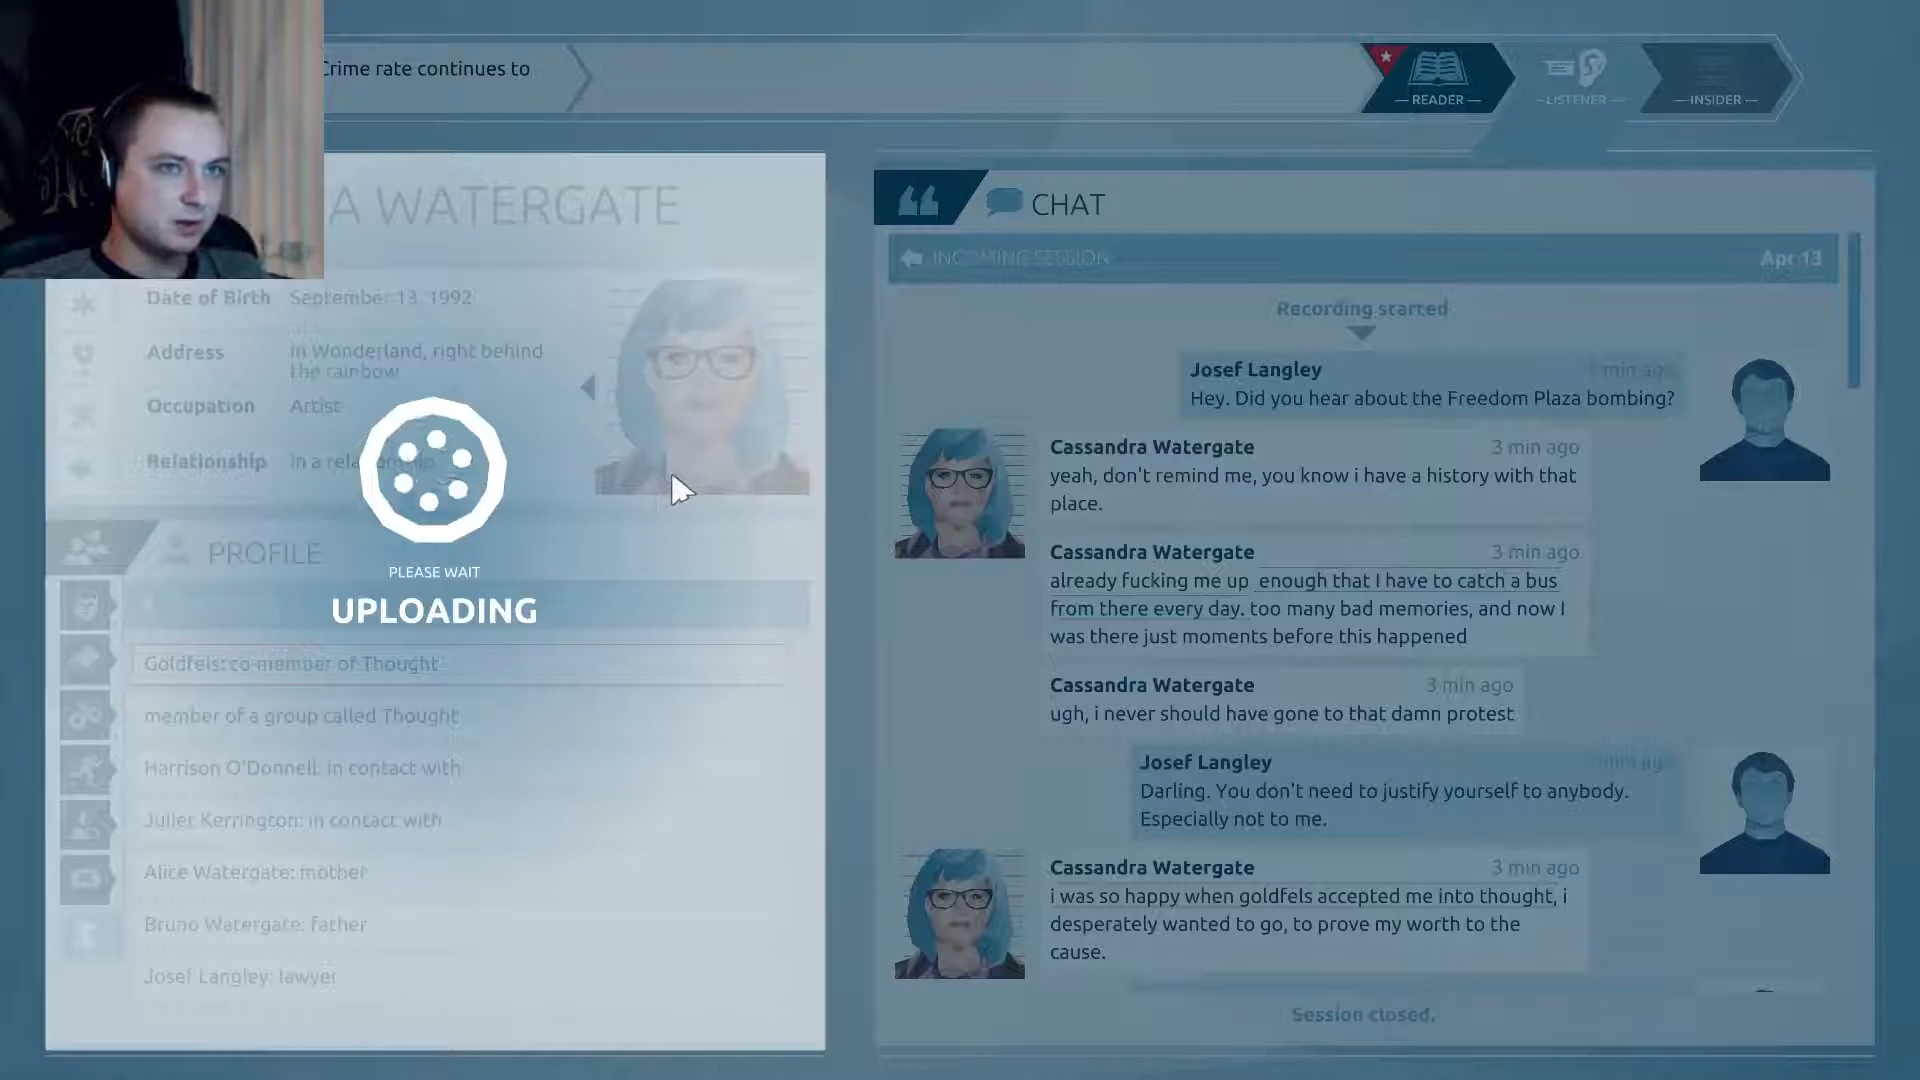 Crime rate continues to
READER
LISTENER
INSIDER
A WATERGATE
Date of Birth September 13, 1992
Address In Wonderland, right behind
the rainbow
Occupation Artist
Relationship In a rela
PLEASE WAIT
UPLOADING
PROFILE
Goldfels: co-member of Thought
member of a group called Thought
Harrison O'Donnell: in contact with
Juliet Kerrington: in contact with
Alice Watergate: mother
Bruno Watergate: father
Josef Langley: lawyer
CHAT
INCOMING SESSION Apr 13
Recording started
Josef Langley min ago
Hey. Did you hear about the Freedom Plaza bombing?
Cassandra Watergate 3 min ago
yeah, don't remind me, you know i have a history with that
place.
Cassandra Watergate 3 min ago
already fucking me up enough that I have to catch a bus
from there every day. too many bad memories, and now I
was there just moments before this happened
Cassandra Watergate 3 min ago
ugh, i never should have gone to that damn protest
Josef Langley min ago
Darling. You don't need to justify yourself to anybody.
Especially not to me.
Cassandra Watergate 3 min ago
i was so happy when goldfels accepted me into thought, i
desperately wanted to go, to prove my worth to the
cause.
Session closed.